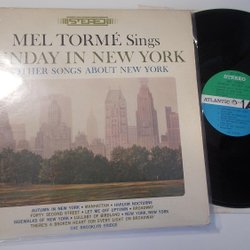 STEREO
MEL TORMÉ Sings
NDAY IN NEW YORK
OTHER SONGS ABOUT NEW YORK
AUTUMN IN NEW YORK • MANHATTAN • HARLEM NOCTURNE
FORTY SECOND STREET • LET ME OFF UPTOWN • BROADWAY
SIDEWALKS OF NEW YORK • LULLABY OF BIRDLAND • NEW YORK, NEW YORK
THERE'S A BROKEN HEART FOR EVERY LIGHT ON BROADWAY
THE BROOKLYN BRIDGE
STEREO
ATLANTIC